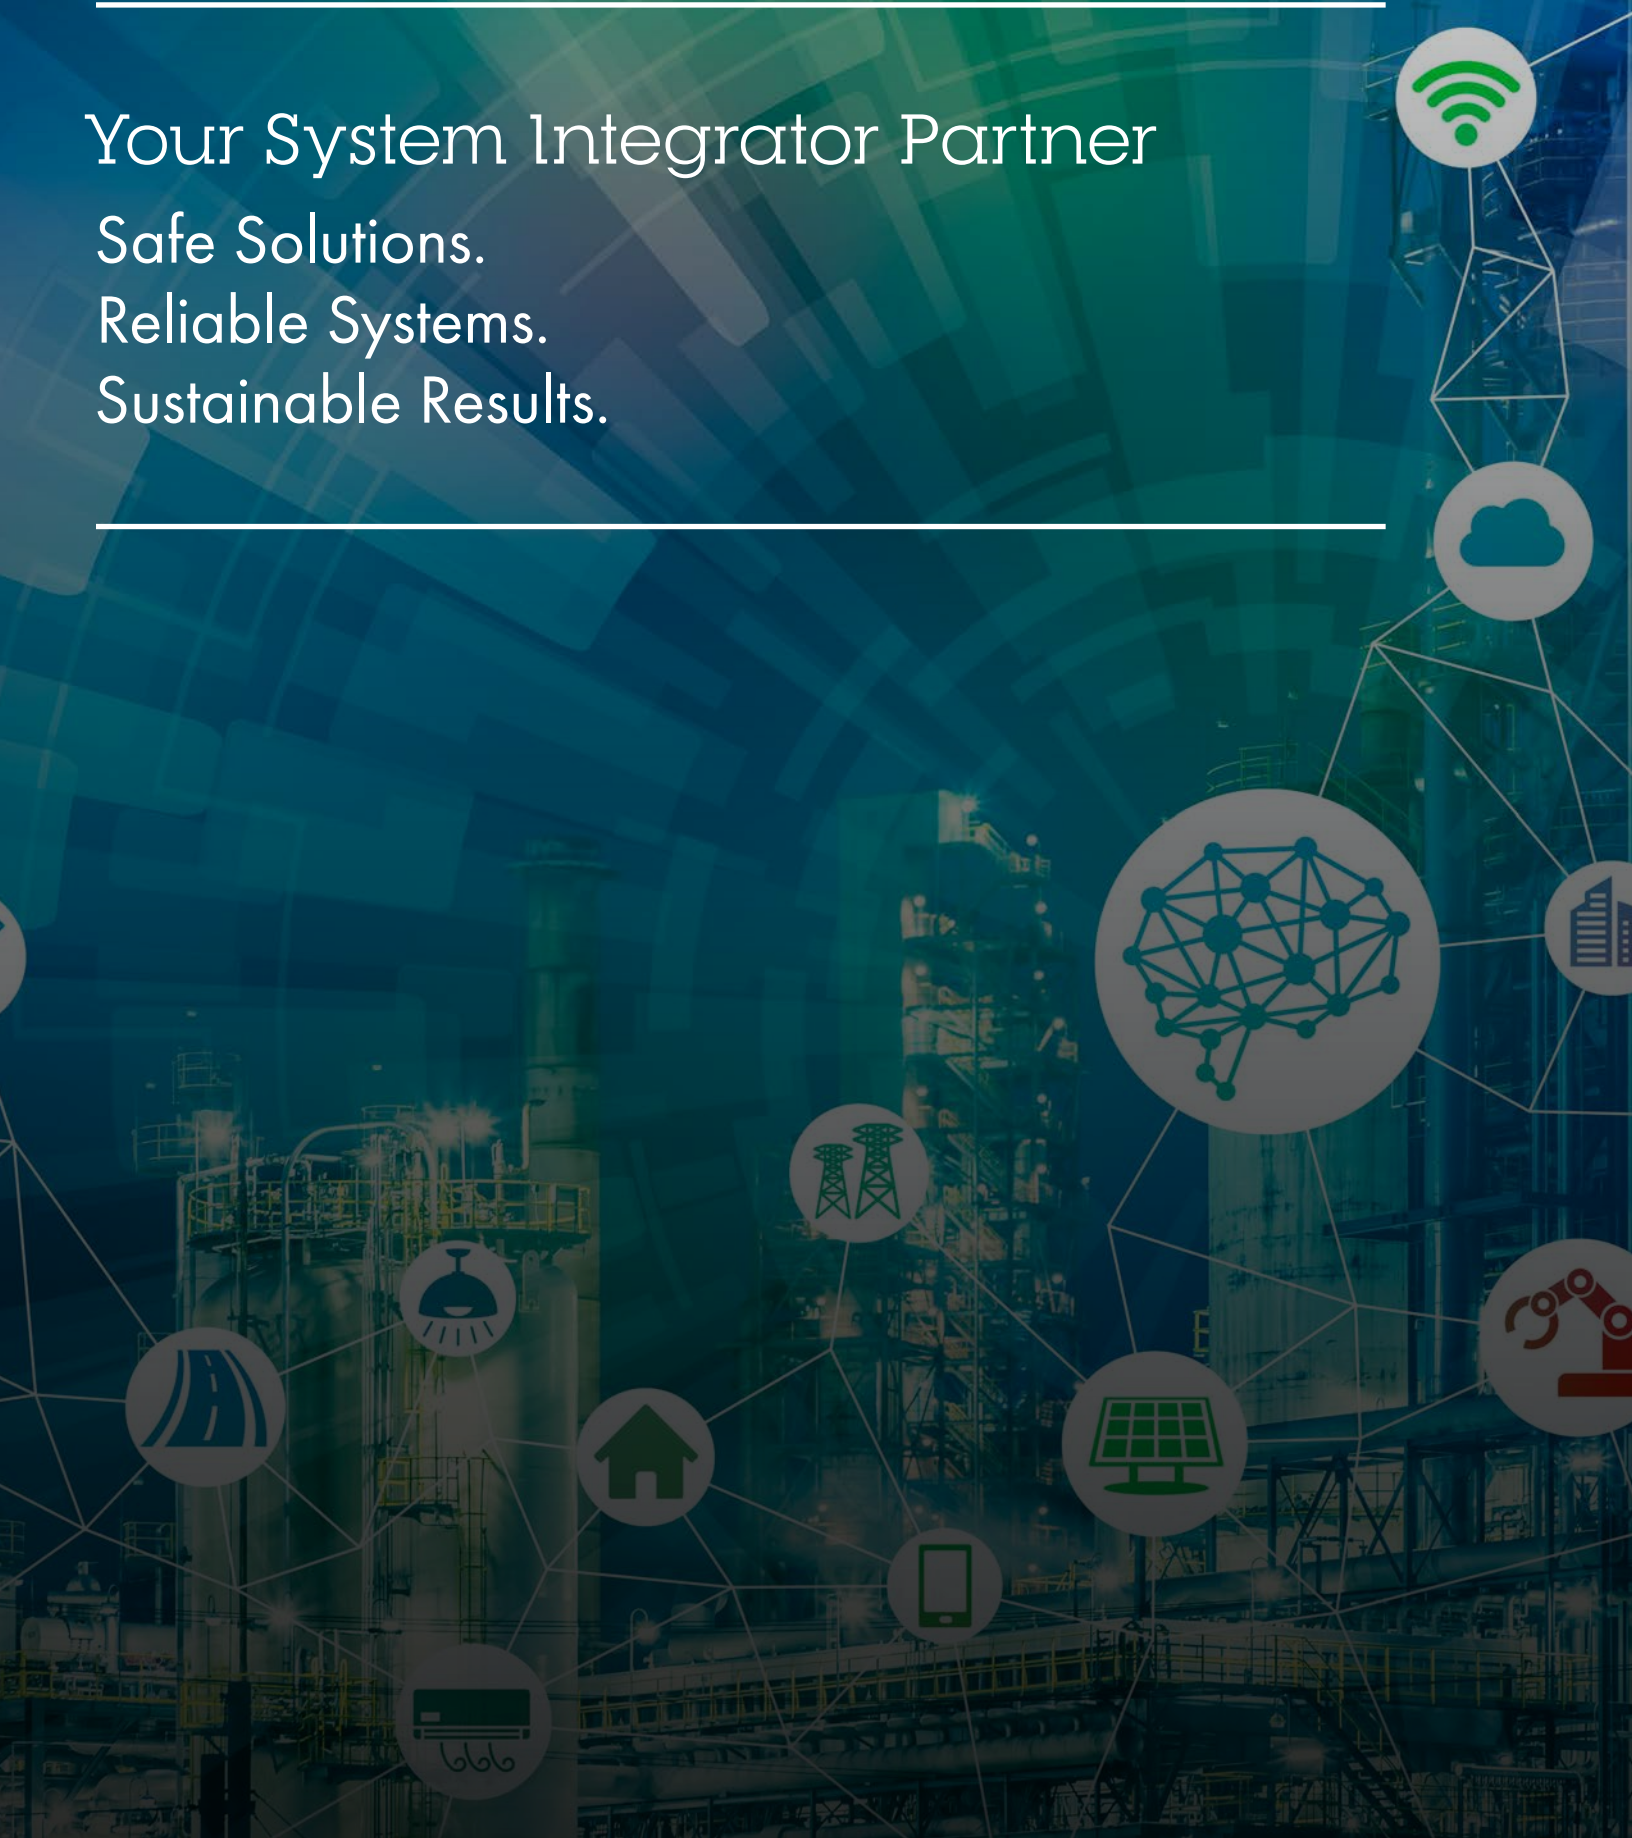 Your System Integrator Partner
Safe Solutions.
Reliable Systems.
Sustainable Results.